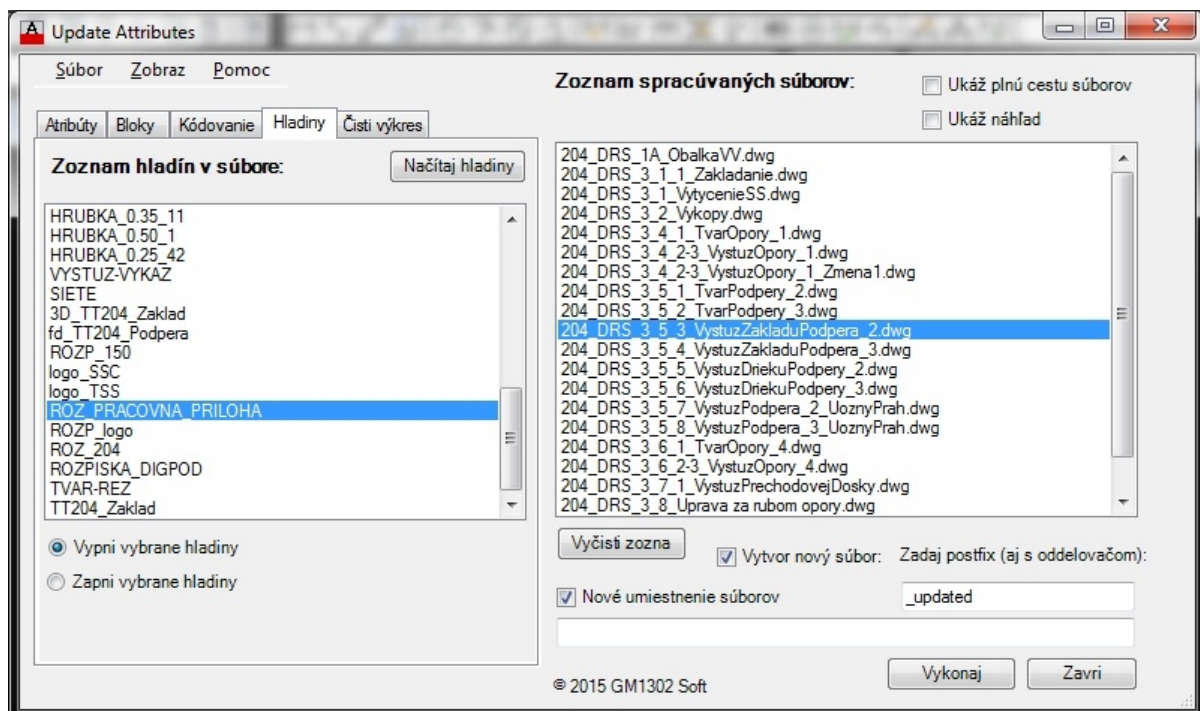 Update Attributes
Súbor Zobraz Pomoc
Atribúty Bloky Kódovanie Hladiny Čisti výkres
Zoznam hladín v súbore:
Načítaj hladiny
HRUBKA_0.35_11
HRUBKA_0.50_1
HRUBKA_0.25_42
VYSTUZ-VYKAZ
SIETE
3D_TT204_Zaklad
fd_TT204_Podpera
ROZP_150
logo_SSC
logo_TSS
ROZ_PRACOVNA_PRILOHA
ROZP_logo
ROZ_204
ROZPISKA_DIGPOD
TVAR-REZ
TT204_Zaklad
Vypni vybrane hladiny
Zapni vybrane hladiny
Zoznam spracúvaných súborov:
Ukáž plnú cestu súborov
Ukáž náhľad
204_DRS_1A_ObalkaVV.dwg
204_DRS_3_1_1_Zakladanie.dwg
204_DRS_3_1_VytycenieSS.dwg
204_DRS_3_2_Vykopy.dwg
204_DRS_3_4_1_TvarOpory_1.dwg
204_DRS_3_4_2-3_VystuzOpory_1.dwg
204_DRS_3_4_2-3_VystuzOpory_1_Zmena1.dwg
204_DRS_3_5_1_TvarPodpery_2.dwg
204_DRS_3_5_2_TvarPodpery_3.dwg
204_DRS_3_5_3_VystuzZakladuPodpera_2.dwg
204_DRS_3_5_4_VystuzZakladuPodpera_3.dwg
204_DRS_3_5_5_VystuzDriekuPodpery_2.dwg
204_DRS_3_5_6_VystuzDriekuPodpery_3.dwg
204_DRS_3_5_7_VystuzPodpera_2_UoznyPrah.dwg
204_DRS_3_5_8_VystuzPodpera_3_UoznyPrah.dwg
204_DRS_3_6_1_TvarOpory_4.dwg
204_DRS_3_6_2-3_VystuzOpory_4.dwg
204_DRS_3_7_1_VystuzPrechodovejDosky.dwg
204_DRS_3_8_Uprava za rubom opory.dwg
Vyčisti zozna
Vytvor nový súbor: Zadaj postfix (aj s oddelovačom):
Nové umiestnenie súborov
_updated
Vykonaj Zavri
© 2015 GM1302 Soft